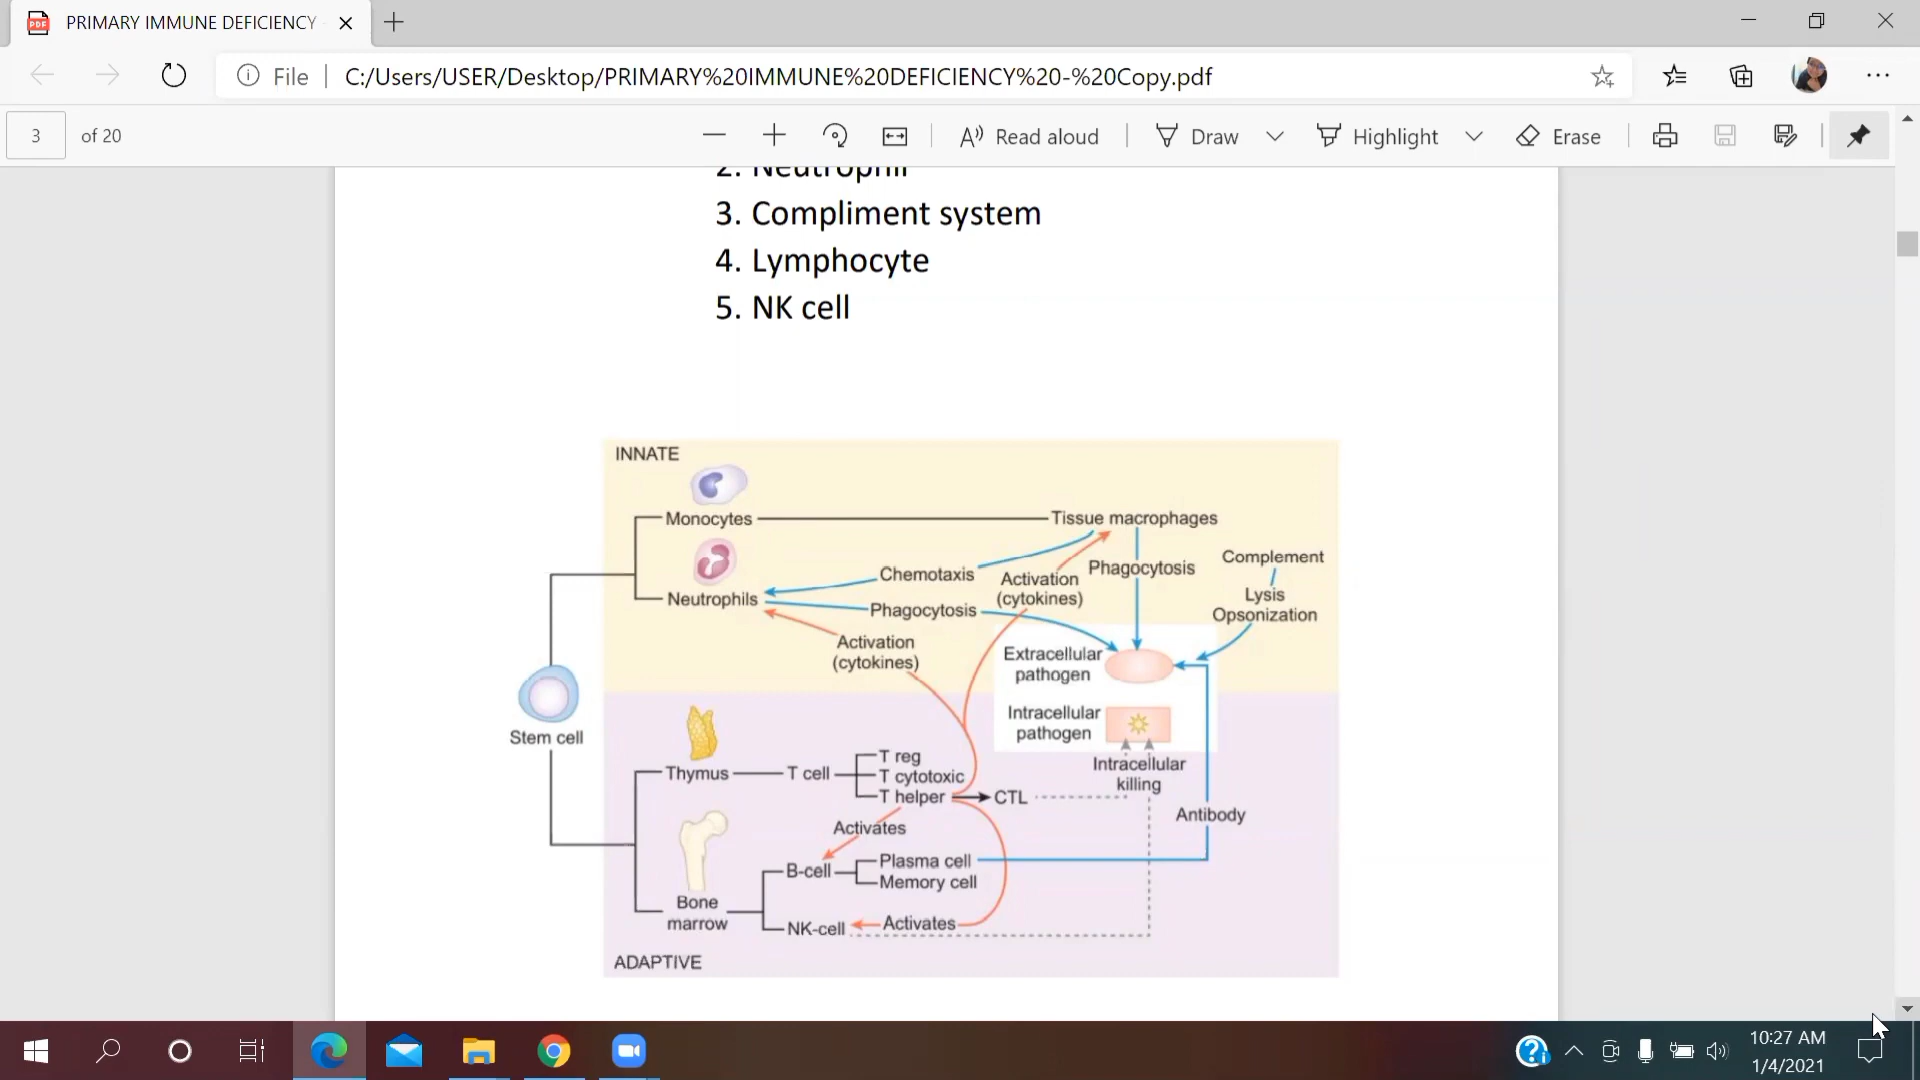 PRIMARY IMMUNE DEFICIENCY
File
C:/Users/USER/Desktop/PRIMARY%20IMMUNE%20DEFICIENCY%20-%20Copy.pdf
3 of 20
Read aloud
Draw
Highlight
Erase
2. Neutrophil
3. Compliment system
4. Lymphocyte
5. NK cell
INNATE
Monocytes
Tissue macrophages
Complement
Chemotaxis
Activation
(cytokines)
Phagocytosis
Lysis
Opsonization
Neutrophils
Phagocytosis
Activation
(cytokines)
Extracellular
pathogen
Stem cell
Intracellular
pathogen
Thymus
T cell
T reg
T cytotoxic
T helper
CTL
Intracellular
killing
Activates
Antibody
B-cell
Plasma cell
Memory cell
Bone
marrow
NK-cell
Activates
ADAPTIVE
10:27 AM
1/4/2021